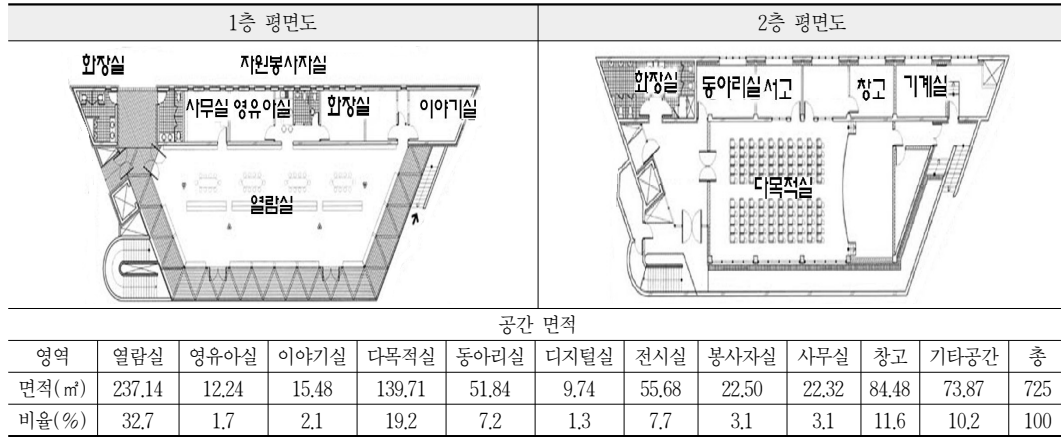 1층 평면도 2층 평면도
화장실 자원봉사자실
사무실 영유아실 화장실 이야기실
열람실
화장실 동아리실 서고 창고 기계실
다목적실
공간 면적
영역 열람실 영유아실 이야기실 다목적실 동아리실 디지털실 전시실 봉사자실 사무실 창고 기타공간 총
면적(㎡) 237.14 12.24 15.48 139.71 51.84 9.74 55.68 22.50 22.32 84.48 73.87 725
비율(%) 32.7 1.7 2.1 19.2 7.2 1.3 7.7 3.1 3.1 11.6 10.2 100